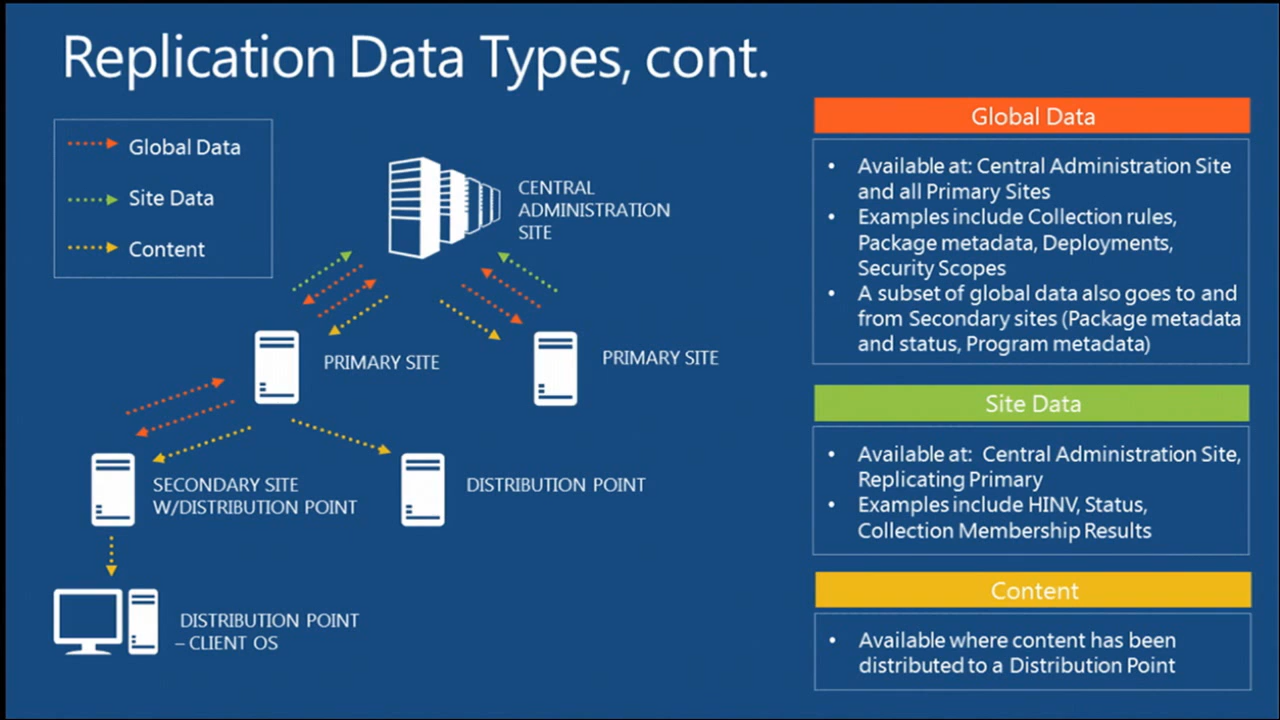 Replication Data Types, cont.
Global Data
Site Data
Content
CENTRAL
ADMINISTRATION
SITE
PRIMARY SITE
PRIMARY SITE
SECONDARY SITE
W/DISTRIBUTION POINT
DISTRIBUTION POINT
DISTRIBUTION POINT
– CLIENT OS
Global Data
• Available at: Central Administration Site
and all Primary Sites
• Examples include Collection rules,
Package metadata, Deployments,
Security Scopes
• A subset of global data also goes to and
from Secondary sites (Package metadata
and status, Program metadata)
Site Data
• Available at: Central Administration Site,
Replicating Primary
• Examples include HINV, Status,
Collection Membership Results
Content
• Available where content has been
distributed to a Distribution Point